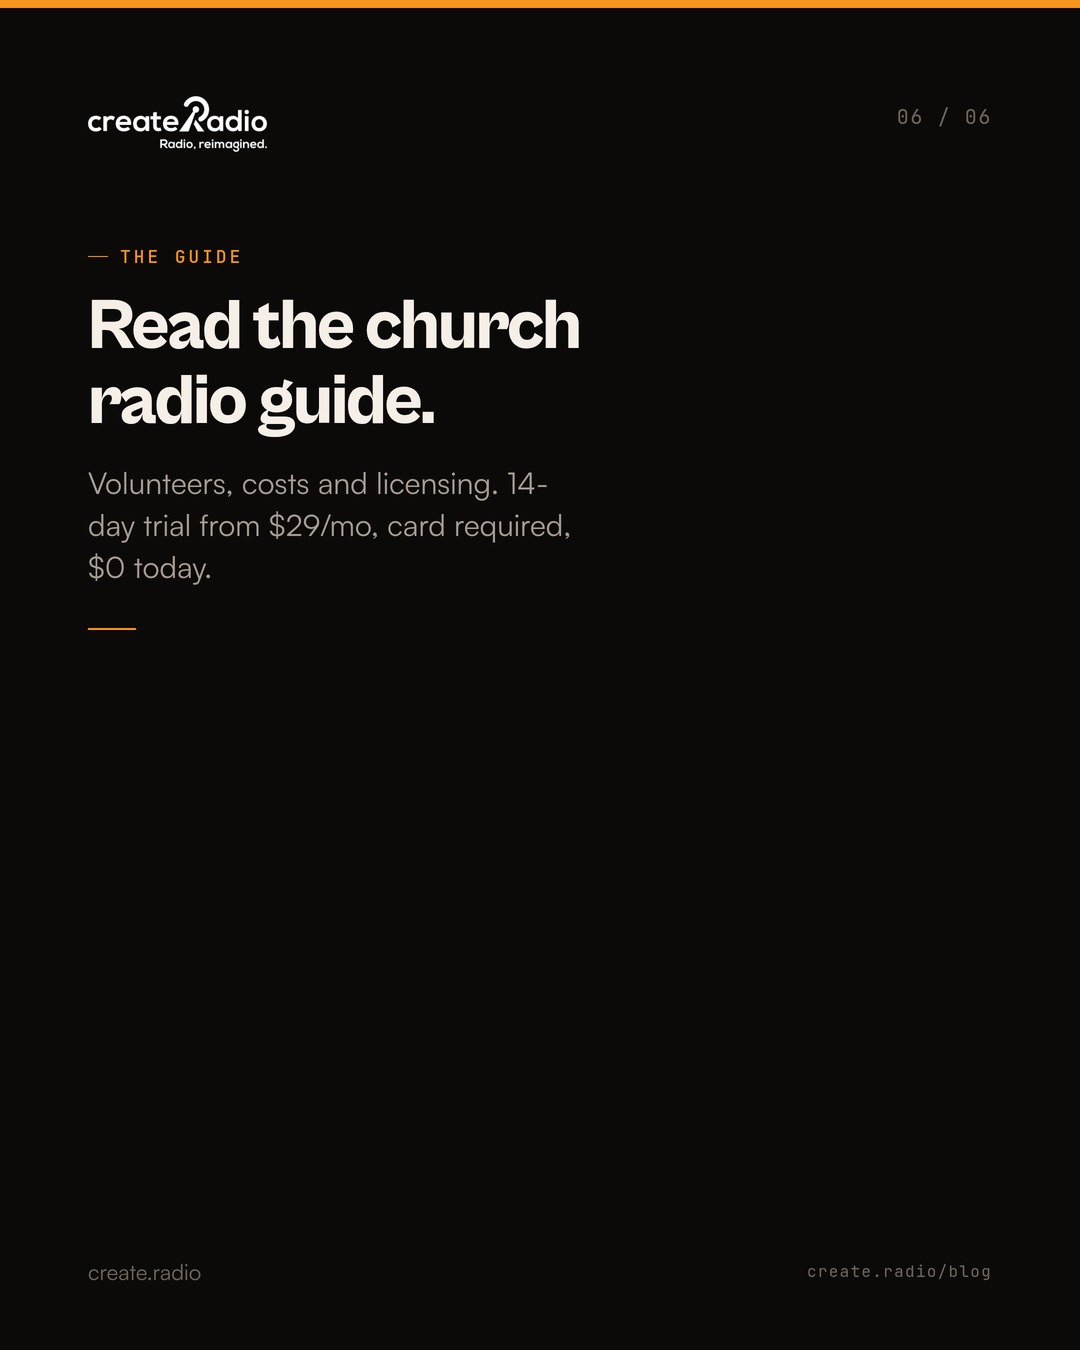 createRadio
Radio, reimagined.
06 / 06
— THE GUIDE
Read the church
radio guide.
Volunteers, costs and licensing. 14-
day trial from $29/mo, card required,
$0 today.
create.radio
create.radio/blog